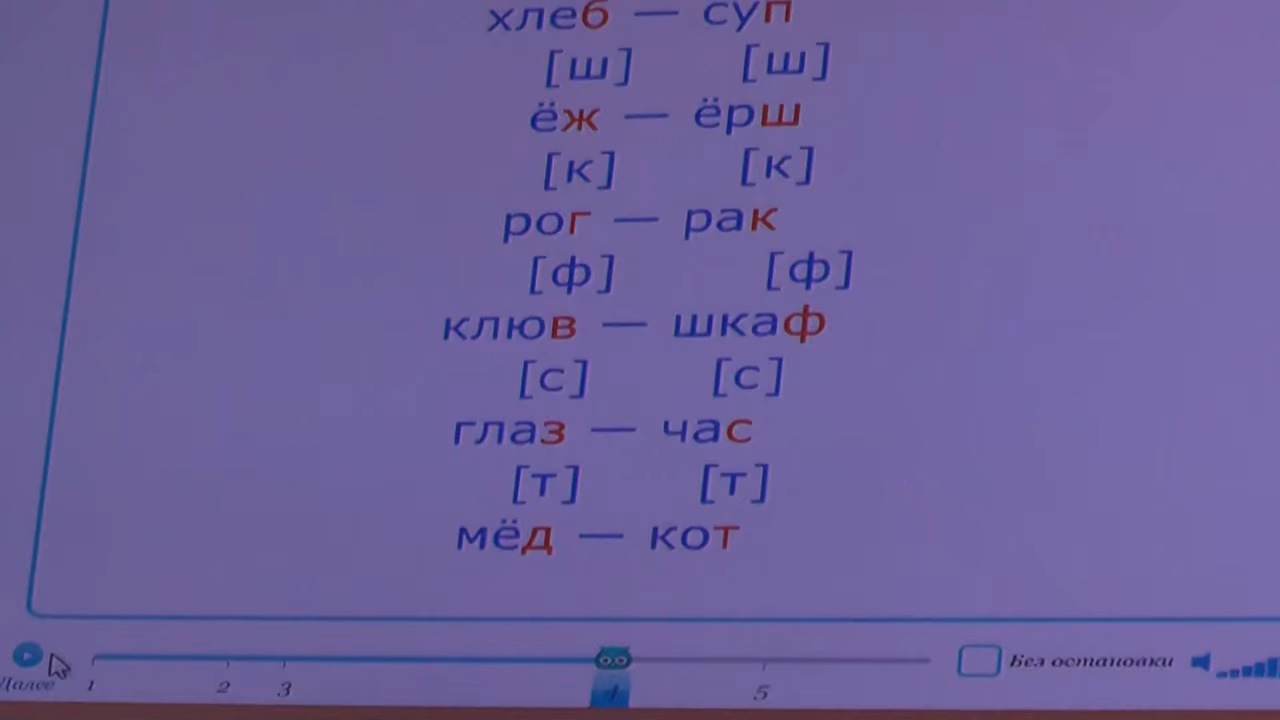 хлеб — суп
[ш] [ш]
ёж — ёрш
[к] [к]
рог — рак
[ф] [ф]
клюв — шкаф
[с] [с]
глаз — час
[т] [т]
мёд — кот
Далее 1 2 3 4 5 Без остановки